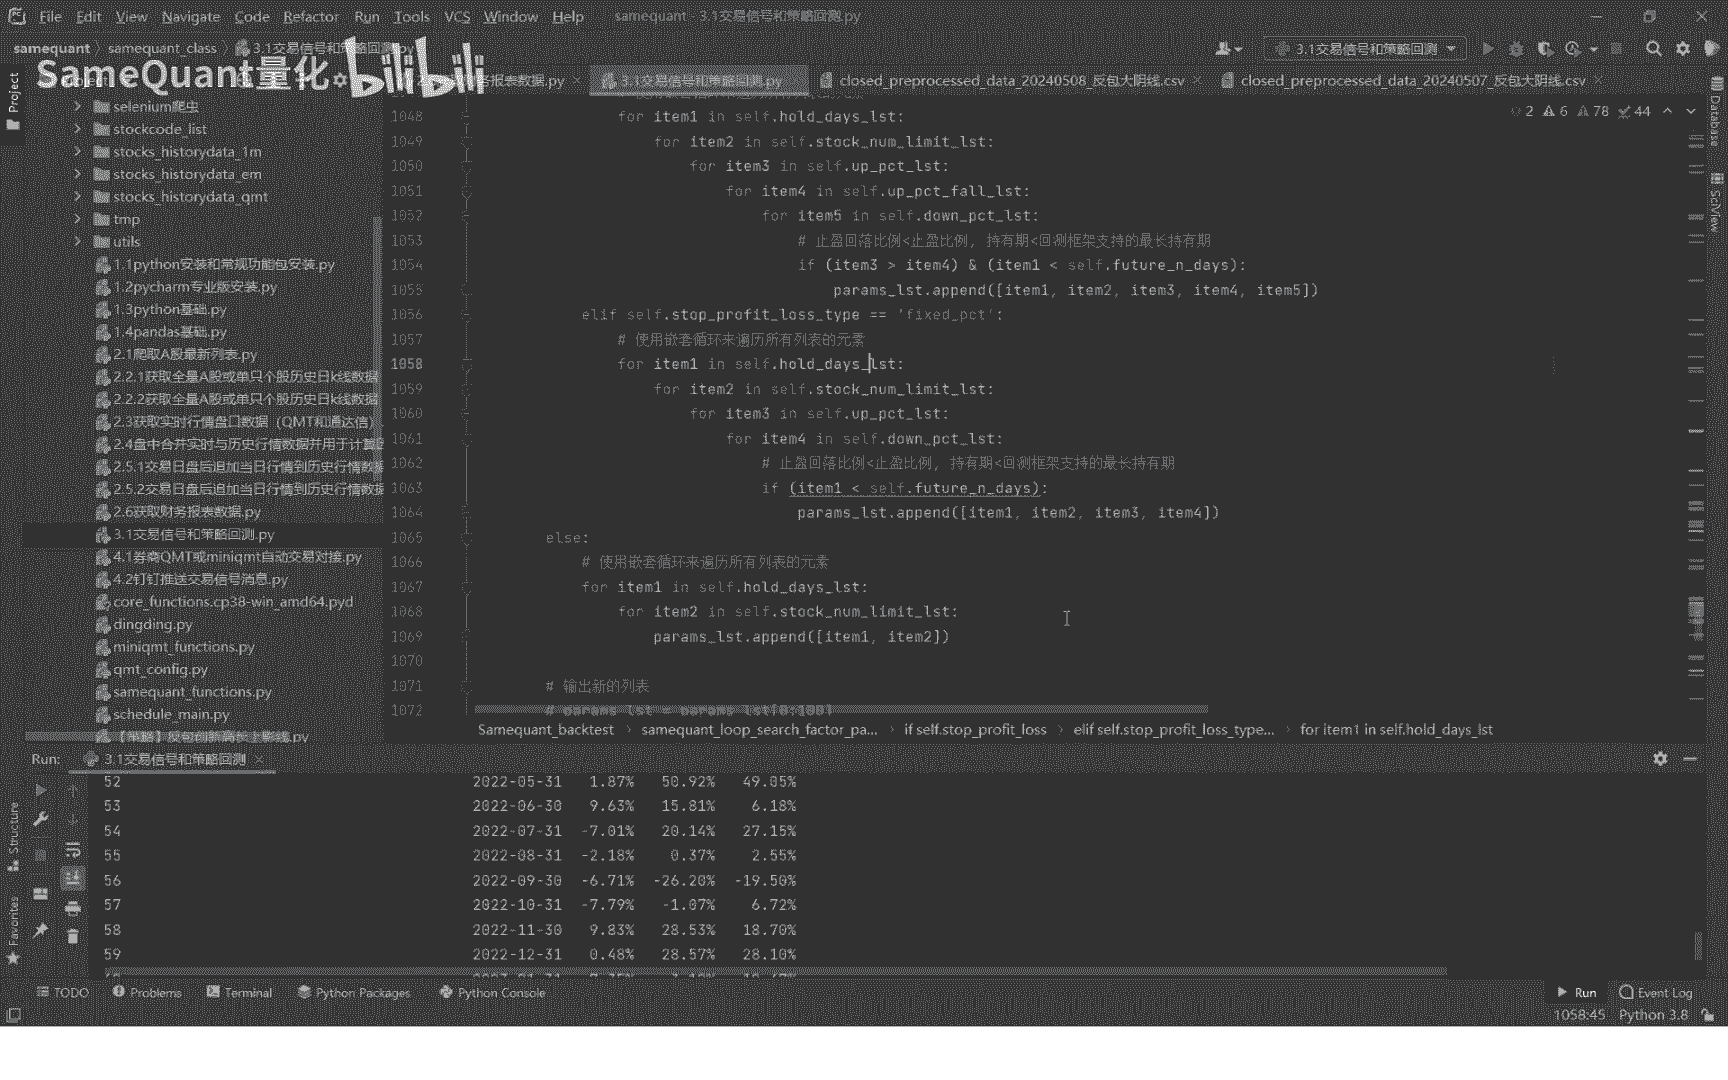 File Edit View Navigate Code Refactor Run Tools VCS Window Help samequant - 3.1交易信号和策略回测.py
samequant samequant_class 3.1交易信号和策略回测.py 3.1交易信号和策略回测
SameQuant量化 bilibili
务报表数据.py 3.1交易信号和策略回测.py closed_preprocessed_data_20240508_反包大阴线.csv closed_preprocessed_data_20240507_反包大阴线.csv
2 6 78 44
Project
Database
SciView
selenium爬虫
stockcode_list
stocks_historydata_1m
stocks_historydata_em
stocks_historydata_qmt
tmp
utils
1.1python安装和常规功能包安装.py
1.2pycharm专业版安装.py
1.3python基础.py
1.4pandas基础.py
2.1爬取A股最新列表.py
2.2.1获取全量A股或单只个股历史日k线数据
2.2.2获取全量A股或单只个股历史日k线数据
2.3获取实时行情盘口数据（QMT和通达信）
2.4盘中合并实时与历史行情数据并用于计算
2.5.1交易日盘后追加当日行情到历史行情数据
2.5.2交易日盘后追加当日行情到历史行情数据
2.6获取财务报表数据.py
3.1交易信号和策略回测.py
4.1券商QMT或miniqmt自动交易对接.py
4.2钉钉推送交易信号消息.py
core_functions.cp38-win_amd64.pyd
dingding.py
miniqmt_functions.py
qmt_config.py
samequant_functions.py
schedule_main.py
1048 for item1 in self.hold_days_lst:
1049 for item2 in self.stock_num_limit_lst:
1050 for item3 in self.up_pct_lst:
1051 for item4 in self.up_pct_fall_lst:
1052 for item5 in self.down_pct_lst:
1053 # 止盈回落比例<止盈比例, 持有期<回测框架支持的最长持有期
1054 if (item3 > item4) & (item1 < self.future_n_days):
1055 params_lst.append([item1, item2, item3, item4, item5])
1056 elif self.stop_profit_loss_type == 'fixed_pct':
1057 # 使用嵌套循环来遍历所有列表的元素
1058 for item1 in self.hold_days_lst:
1059 for item2 in self.stock_num_limit_lst:
1060 for item3 in self.up_pct_lst:
1061 for item4 in self.down_pct_lst:
1062 # 止盈回落比例<止盈比例, 持有期<回测框架支持的最长持有期
1063 if (item1 < self.future_n_days):
1064 params_lst.append([item1, item2, item3, item4])
1065 else:
1066 # 使用嵌套循环来遍历所有列表的元素
1067 for item1 in self.hold_days_lst:
1068 for item2 in self.stock_num_limit_lst:
1069 params_lst.append([item1, item2])
1070
1071 # 输出新的列表
1072
Samequant_backtest samequant_loop_search_factor_pa... if self.stop_profit_loss elif self.stop_profit_loss_type... for item1 in self.hold_days_lst
Run: 3.1交易信号和策略回测
52 2022-05-31 1.87% 50.92% 49.05%
53 2022-06-30 9.63% 15.81% 6.18%
54 2022-07-31 -7.01% 20.14% 27.15%
55 2022-08-31 -2.18% 0.37% 2.55%
56 2022-09-30 -6.71% -26.20% -19.50%
57 2022-10-31 -7.79% -1.07% 6.72%
58 2022-11-30 9.83% 28.53% 18.70%
59 2022-12-31 0.48% 28.57% 28.10%
Structure
Favorites
TODO Problems Terminal Python Packages Python Console Run Event Log
1058:45 Python 3.8